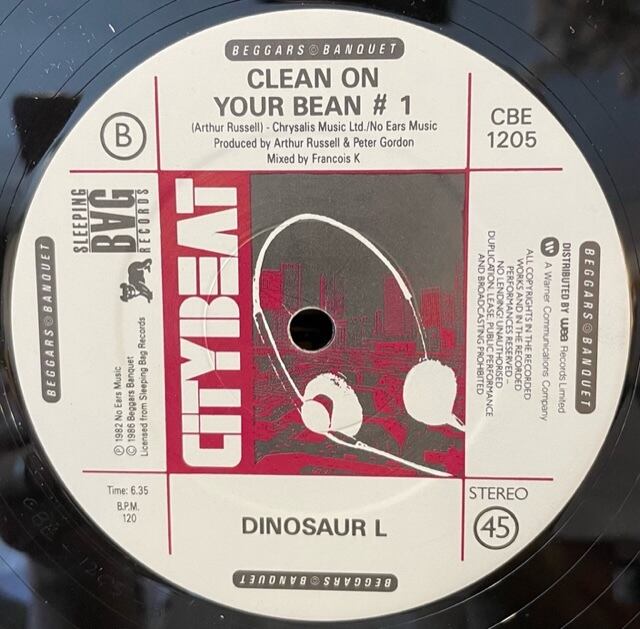 BEGGARS BANQUET
CLEAN ON
YOUR BEAN # 1
(Arthur Russell) - Chrysalis Music Ltd./No Ears Music
Produced by Arthur Russell & Peter Gordon
Mixed by Francois K
B
CBE
1205
SLEEPING
BAG
RECORDS
CITYBEAT
BEGGARS BANQUET
℗ 1982 No Ears Music
© 1986 Beggars Banquet
Licensed from Sleeping Bag Records
BEGGARS BANQUET
DISTRIBUTED BY wea Records Limited
A Warner Communications Company
ALL COPYRIGHTS IN THE RECORDED
WORKS AND IN THE RECORDED
PERFORMANCES RESERVED -
NO LENDING! UNAUTHORISED
DUPLICATION, LEASE, PUBLIC PERFORMANCE
AND BROADCASTING PROHIBITED
Time: 6.35
B.P.M.
120
DINOSAUR L
STEREO
45
BEGGARS BANQUET